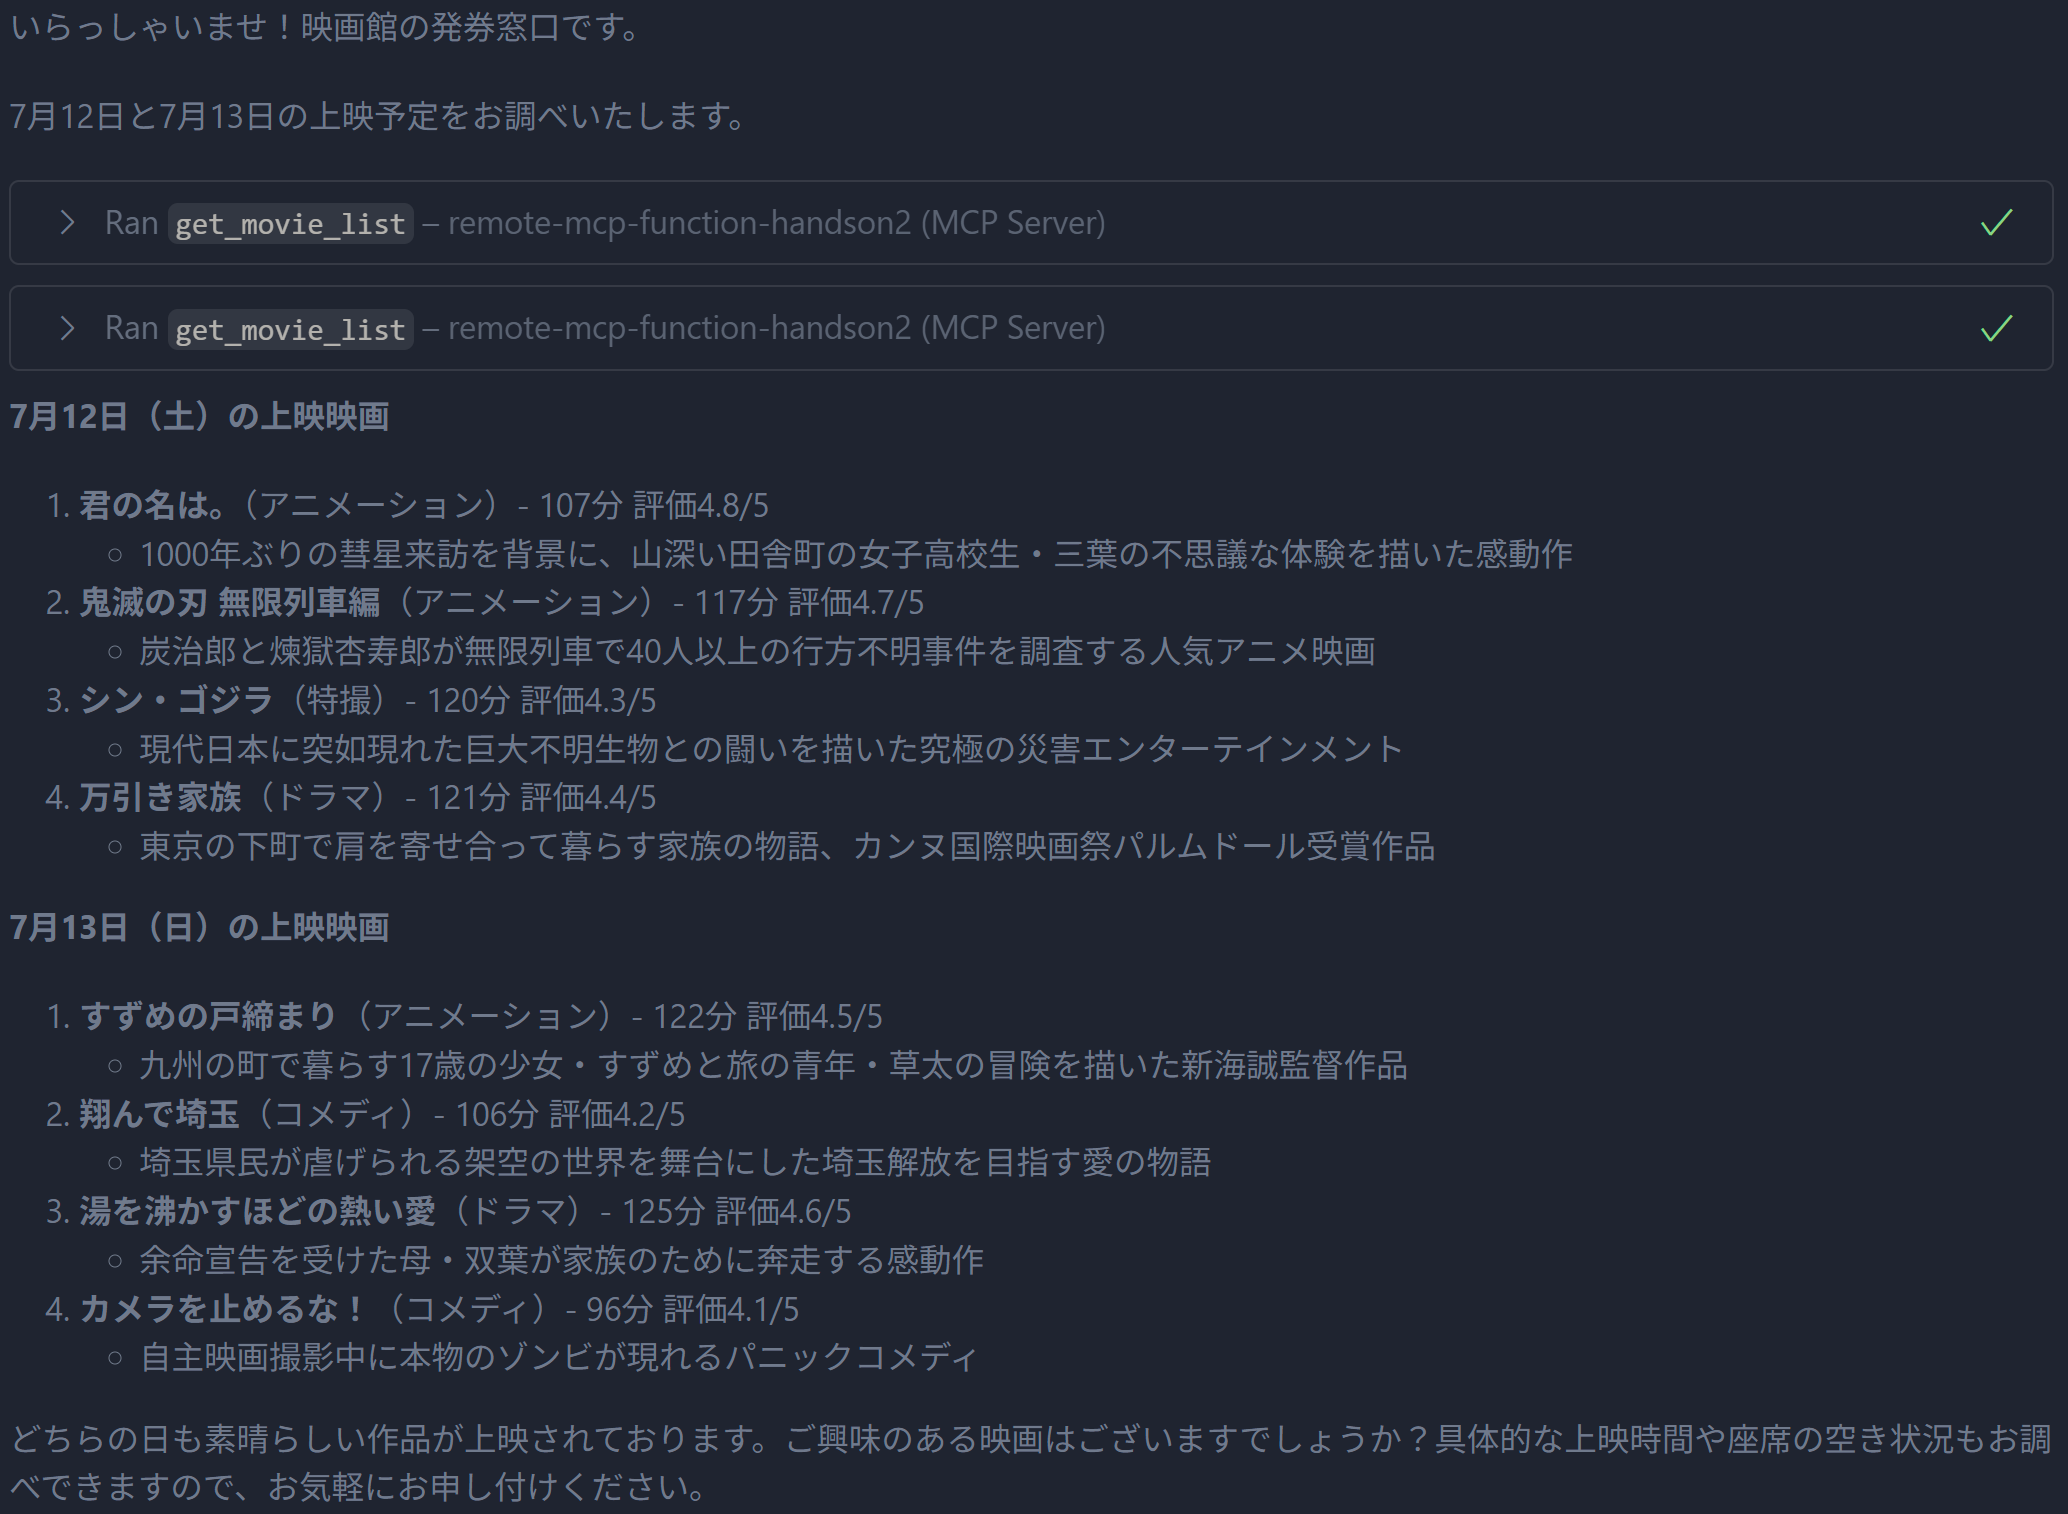 いらっしゃいませ！映画館の発券窓口です。
7月12日と7月13日の上映予定をお調べいたします。
Ran get_movie_list – remote-mcp-function-handson2 (MCP Server)
Ran get_movie_list – remote-mcp-function-handson2 (MCP Server)
7月12日（土）の上映映画
1. 君の名は。（アニメーション）- 107分 評価4.8/5
○ 1000年ぶりの彗星来訪を背景に、山深い田舎町の女子高校生・三葉の不思議な体験を描いた感動作
2. 鬼滅の刃 無限列車編（アニメーション）- 117分 評価4.7/5
○ 炭治郎と煉獄杏寿郎が無限列車で40人以上の行方不明事件を調査する人気アニメ映画
3. シン・ゴジラ（特撮）- 120分 評価4.3/5
○ 現代日本に突如現れた巨大不明生物との闘いを描いた究極の災害エンターテインメント
4. 万引き家族（ドラマ）- 121分 評価4.4/5
○ 東京の下町で肩を寄せ合って暮らす家族の物語、カンヌ国際映画祭パルムドール受賞作品
7月13日（日）の上映映画
1. すずめの戸締まり（アニメーション）- 122分 評価4.5/5
○ 九州の町で暮らす17歳の少女・すずめと旅の青年・草太の冒険を描いた新海誠監督作品
2. 翔んで埼玉（コメディ）- 106分 評価4.2/5
○ 埼玉県民が虐げられる架空の世界を舞台にした埼玉解放を目指す愛の物語
3. 湯を沸かすほどの熱い愛（ドラマ）- 125分 評価4.6/5
○ 余命宣告を受けた母・双葉が家族のために奔走する感動作
4. カメラを止めるな！（コメディ）- 96分 評価4.1/5
○ 自主映画撮影中に本物のゾンビが現れるパニックコメディ
どちらの日も素晴らしい作品が上映されております。ご興味のある映画はございますでしょうか？具体的な上映時間や座席の空き状況もお調
べできますので、お気軽にお申し付けください。